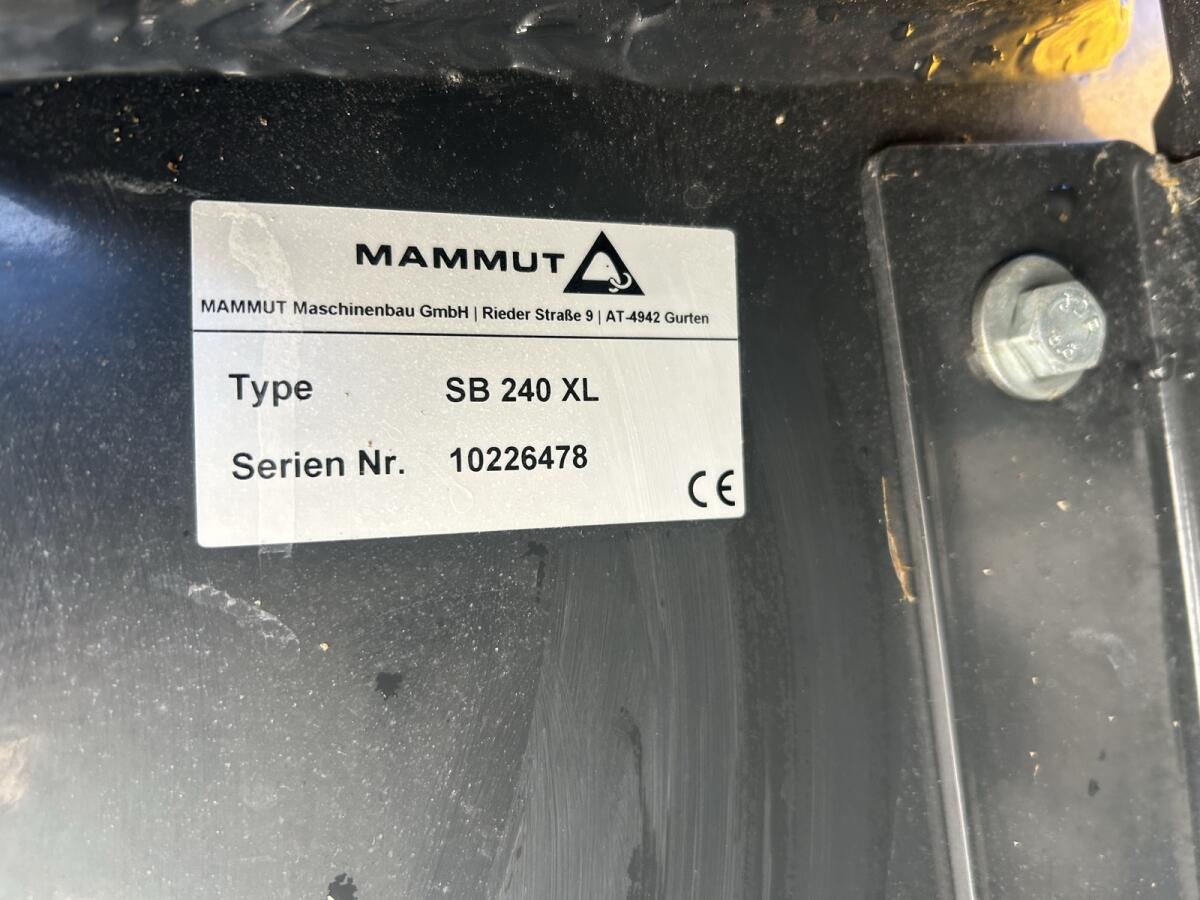 MAMMUT
MAMMUT Maschinenbau GmbH | Rieder Straße 9 | AT-4942 Gurten
Type SB 240 XL
Serien Nr. 10226478
CE